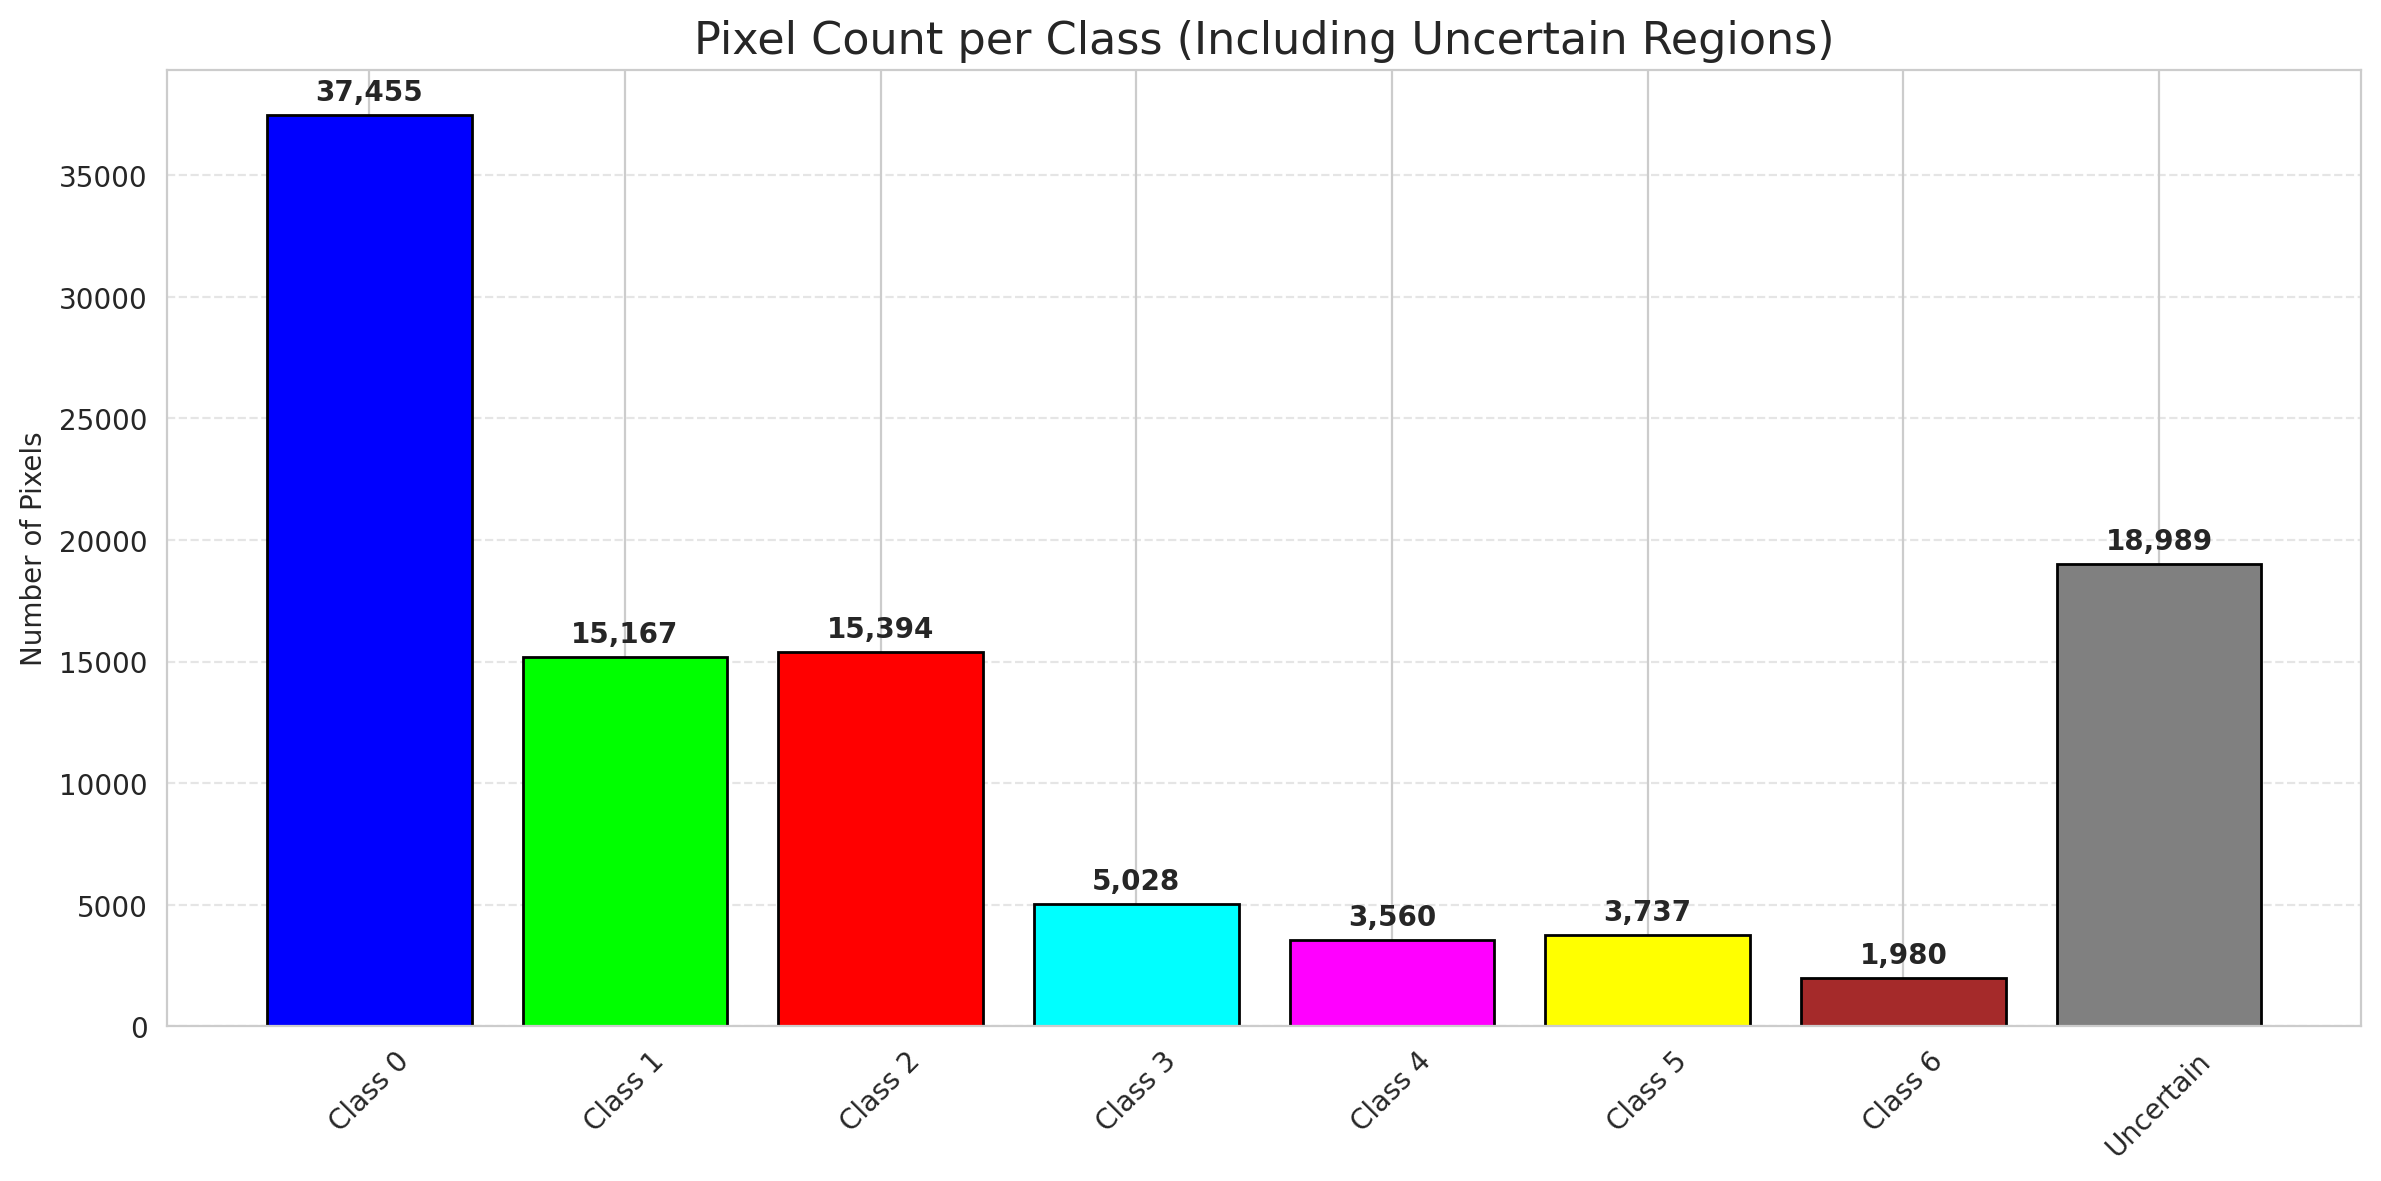 Pixel Count per Class (Including Uncertain Regions)
Number of Pixels
35000
30000
25000
20000
15000
10000
5000
0
37,455
15,167
15,394
5,028
3,560
3,737
1,980
18,989
Class 0
Class 1
Class 2
Class 3
Class 4
Class 5
Class 6
Uncertain